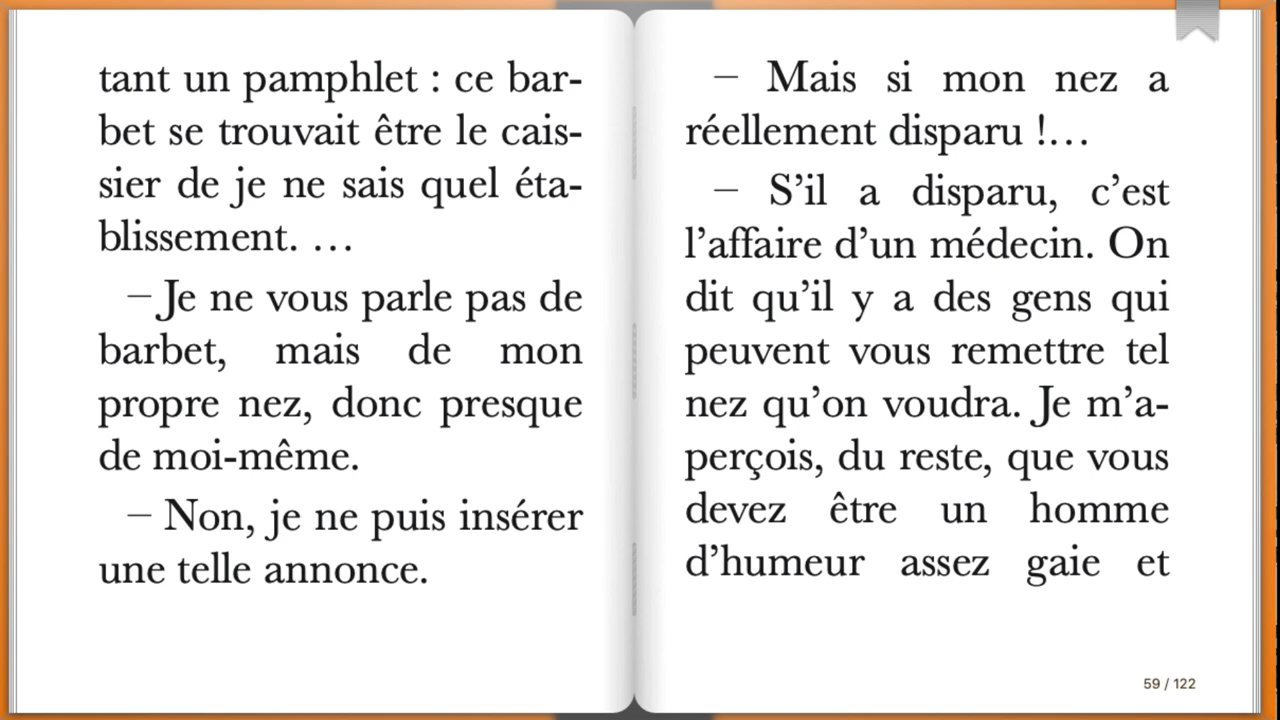 tant un pamphlet : ce bar-
bet se trouvait être le cais-
sier de je ne sais quel éta-
blissement. …
– Je ne vous parle pas de
barbet, mais de mon
propre nez, donc presque
de moi-même.
– Non, je ne puis insérer
une telle annonce.
– Mais si mon nez a
réellement disparu !…
– S’il a disparu, c’est
l’affaire d’un médecin. On
dit qu’il y a des gens qui
peuvent vous remettre tel
nez qu’on voudra. Je m’a-
perçois, du reste, que vous
devez être un homme
d’humeur assez gaie et
59 / 122